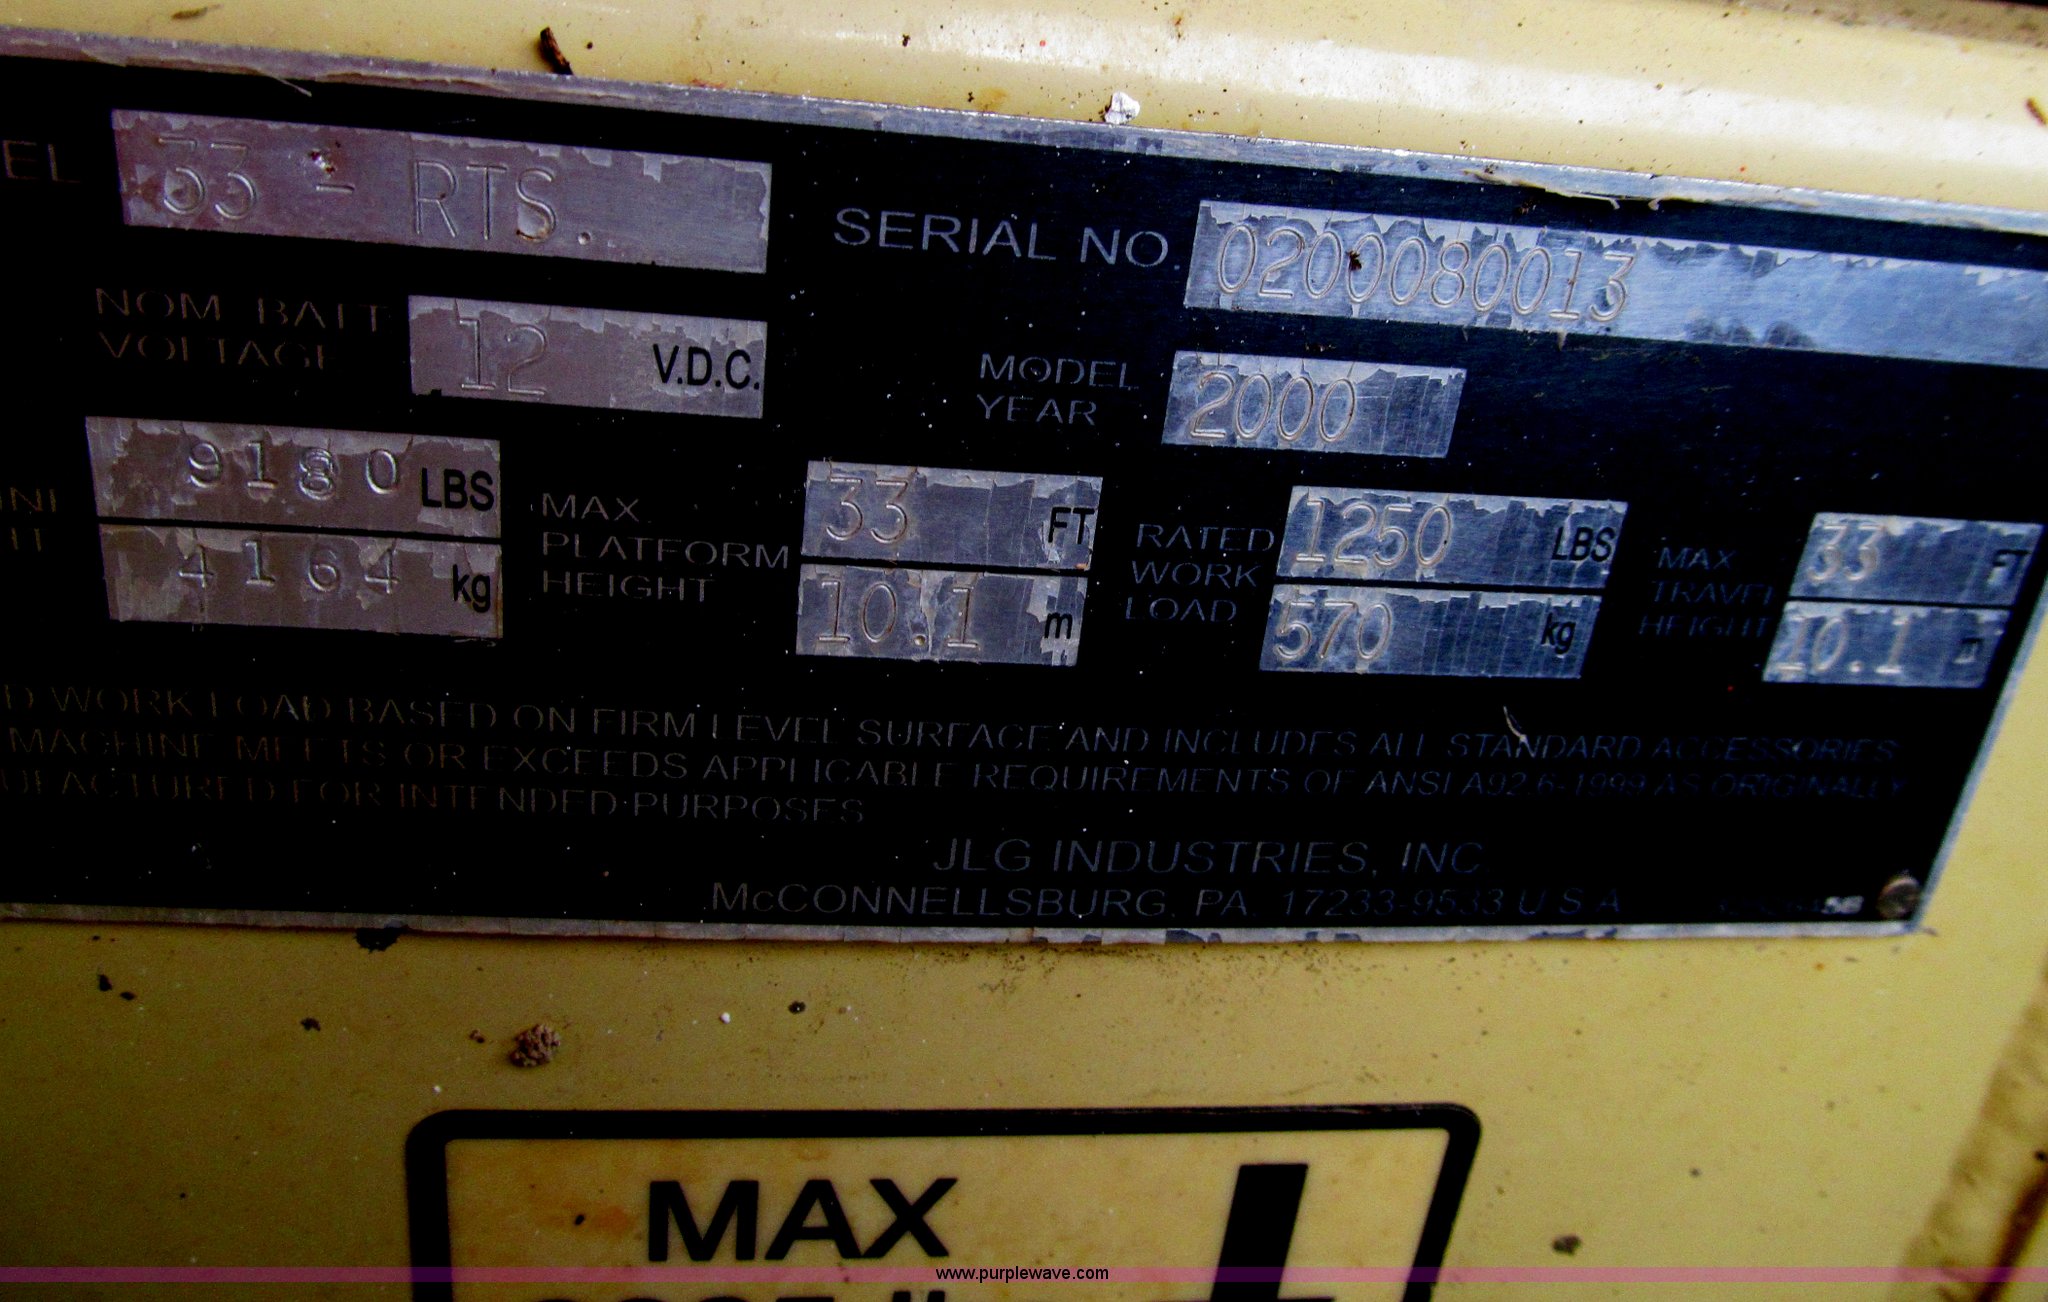 EL 33 - RTS.
SERIAL NO. 0200080013
NOM BATT
VOLTAGE
12 V.D.C.
MODEL
YEAR
2000
9180 LBS
4164 kg
MAX
PLATFORM
HEIGHT
33 FT
10.1 m
RATED
WORK
LOAD
1250 LBS
570 kg
MAX
TRAVEL
HEIGHT
33 FT
10.1 m
D WORK LOAD BASED ON FIRM LEVEL SURFACE AND INCLUDES ALL STANDARD ACCESSORIES
MACHINE MEETS OR EXCEEDS APPLICABLE REQUIREMENTS OF ANSI A92.6-1999 AS ORIGINALLY
UFACTURED FOR INTENDED PURPOSES
JLG INDUSTRIES, INC.
McCONNELLSBURG, PA. 17233-9533 U S A
MAX
www.purplewave.com